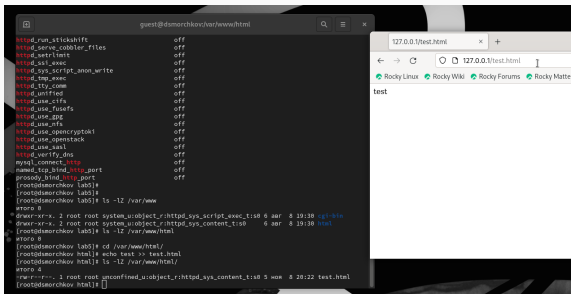 guest@dsmorchkov:/var/www/html
httpd_run_stickshift off
httpd_serve_cobbler_files off
httpd_setrlimit off
httpd_ssi_exec off
httpd_sys_script_anon_write off
httpd_tmp_exec off
httpd_tty_comm off
httpd_unified off
httpd_use_cifs off
httpd_use_fusefs off
httpd_use_gpg off
httpd_use_nfs off
httpd_use_opencryptoki off
httpd_use_openstack off
httpd_use_sasl off
httpd_verify_dns off
mysql_connect_http off
named_tcp_bind_http_port off
prosody_bind_http_port off
[root@dsmorchkov lab5]#
[root@dsmorchkov lab5]#
[root@dsmorchkov lab5]# ls -lZ /var/www
итого 0
drwxr-xr-x. 2 root root system_u:object_r:httpd_sys_script_exec_t:s0 6 авг 8 19:30 cgi-bin
drwxr-xr-x. 2 root root system_u:object_r:httpd_sys_content_t:s0 6 авг 8 19:30 html
[root@dsmorchkov lab5]# ls -lZ /var/www/html
итого 0
[root@dsmorchkov lab5]# cd /var/www/html/
[root@dsmorchkov html]# echo test >> test.html
[root@dsmorchkov html]# ls -lZ /var/www/html/
итого 4
-rw-r--r--. 1 root root unconfined_u:object_r:httpd_sys_content_t:s0 5 ноя 8 20:22 test.html
[root@dsmorchkov html]#
127.0.0.1/test.html
127.0.0.1/test.html
Rocky Linux Rocky Wiki Rocky Forums Rocky Matte
test